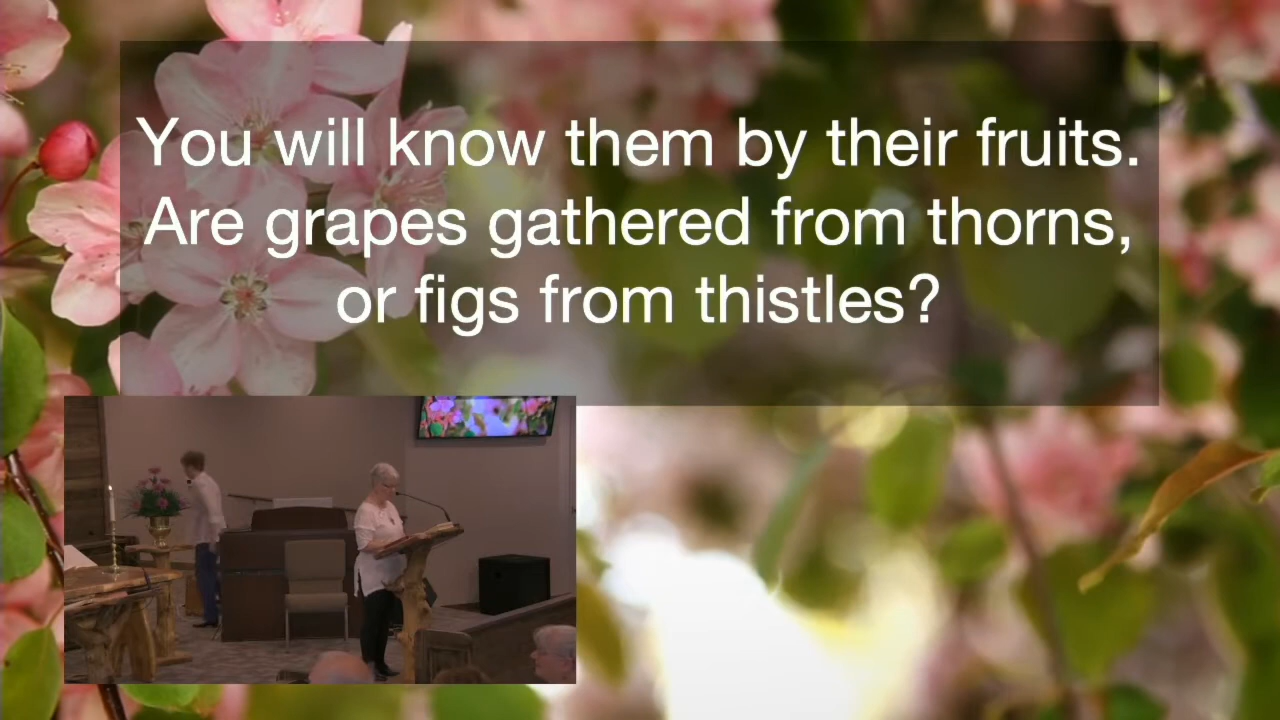 You will know them by their fruits.
Are grapes gathered from thorns,
or figs from thistles?